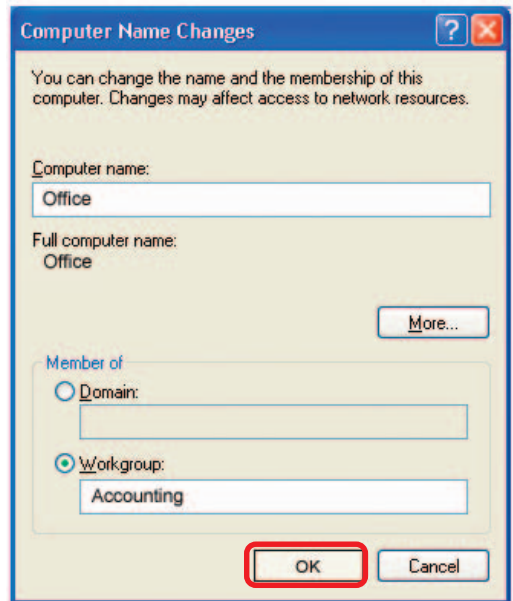 Computer Name Changes
You can change the name and the membership of this
computer. Changes may affect access to network resources.
Computer name:
Office
Full computer name:
Office
More...
Member of
Domain:
Workgroup:
Accounting
OK
Cancel